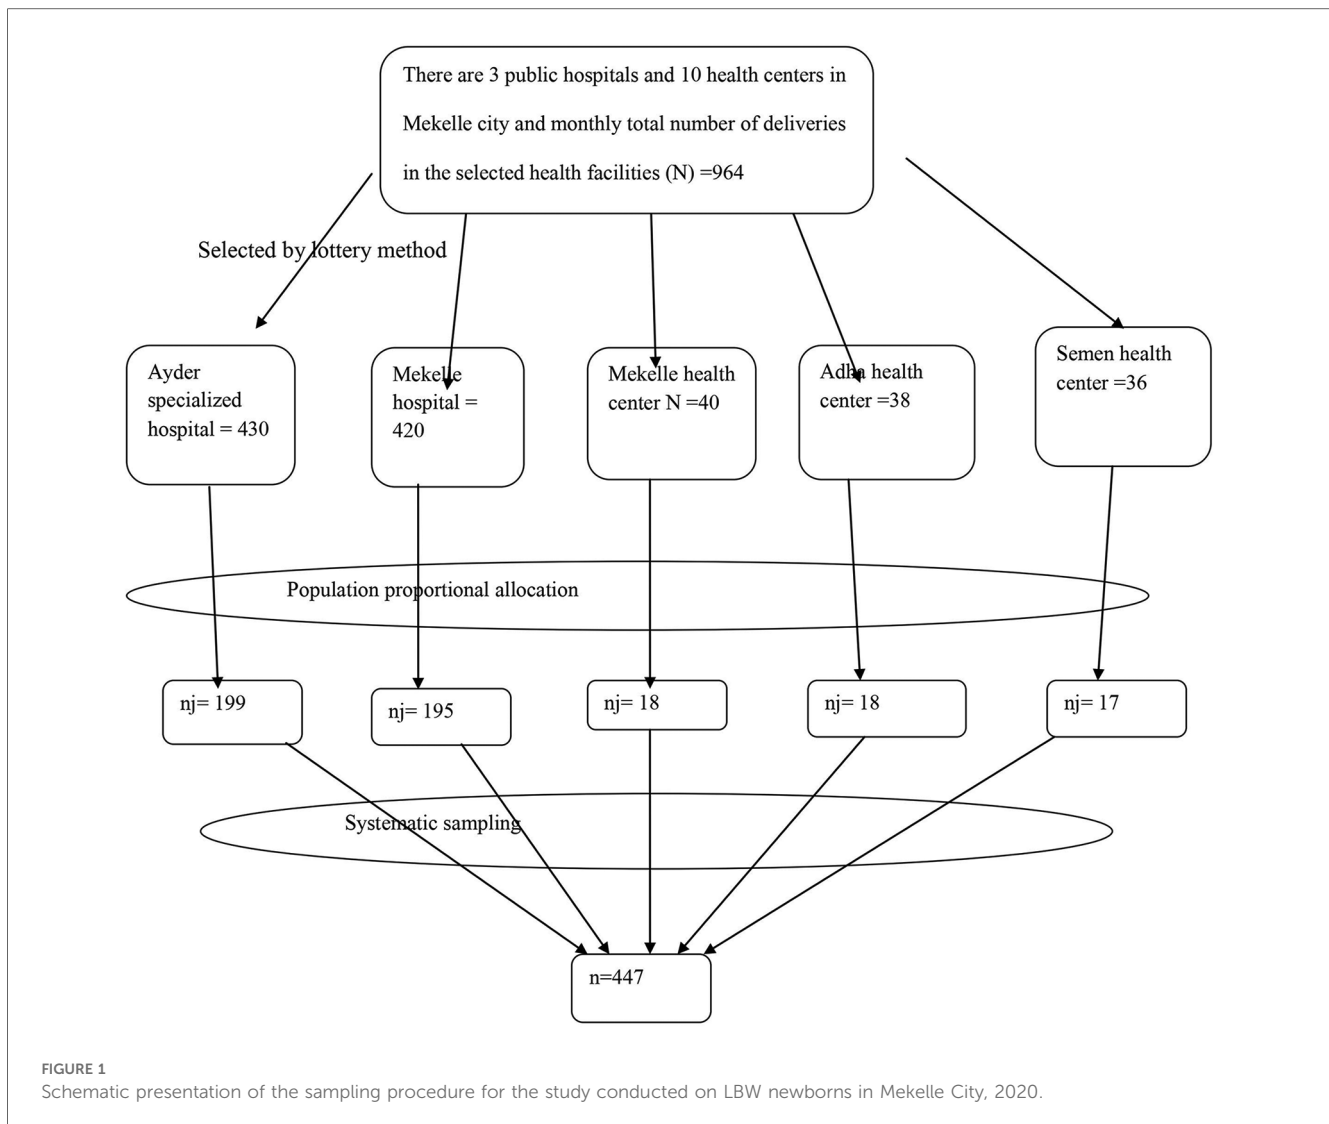 There are 3 public hospitals and 10 health centers in
Mekelle city and monthly total number of deliveries
in the selected health facilities (N) =964
Selected by lottery method
Ayder
specialized
hospital = 430
Mekelle
hospital =
420
Mekelle health
center N =40
Adha health
center =38
Semen health
center =36
Population proportional allocation
nj= 199
nj= 195
nj= 18
nj= 18
nj= 17
Systematic sampling
n=447
FIGURE 1
Schematic presentation of the sampling procedure for the study conducted on LBW newborns in Mekelle City, 2020.